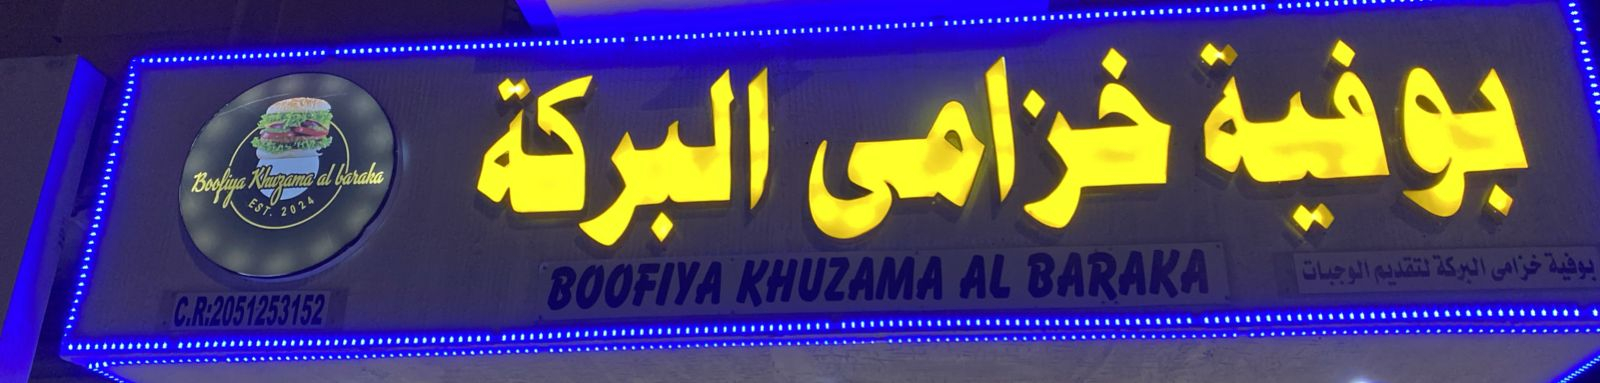 بوفية خزامى البركة
Boofiya Khuzama al baraka
EST. 2024
BOOFIYA KHUZAMA AL BARAKA
بوفية خزامى البركة لتقديم الوجبات
C.R:2051253152